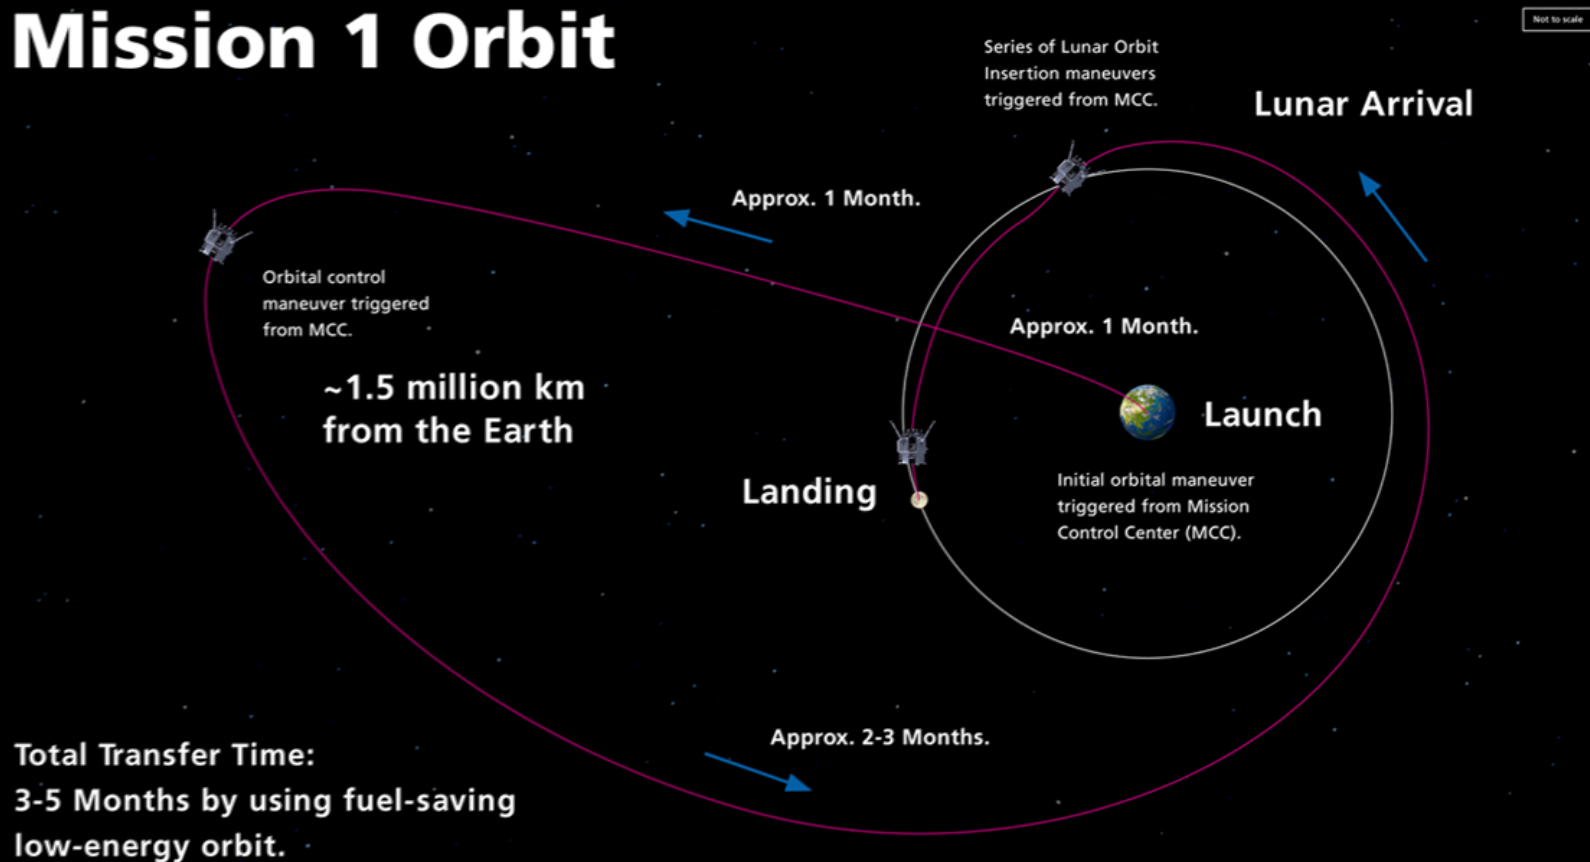 Mission 1 Orbit
Not to scale
Series of Lunar Orbit
Insertion maneuvers
triggered from MCC.
Lunar Arrival
Approx. 1 Month.
Orbital control
maneuver triggered
from MCC.
Approx. 1 Month.
~1.5 million km
from the Earth
Launch
Landing
Initial orbital maneuver
triggered from Mission
Control Center (MCC).
Approx. 2-3 Months.
Total Transfer Time:
3-5 Months by using fuel-saving
low-energy orbit.